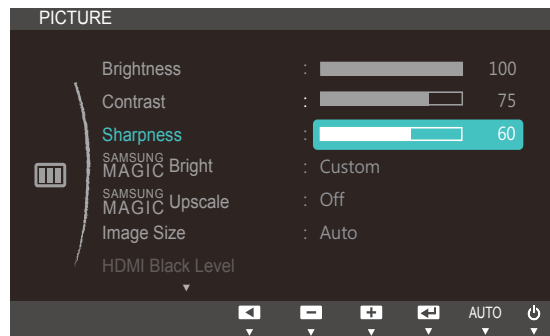 PICTURE
Brightness : 100
Contrast : 75
Sharpness : 60
SAMSUNG MAGIC Bright : Custom
SAMSUNG MAGIC Upscale : Off
Image Size : Auto
HDMI Black Level
AUTO